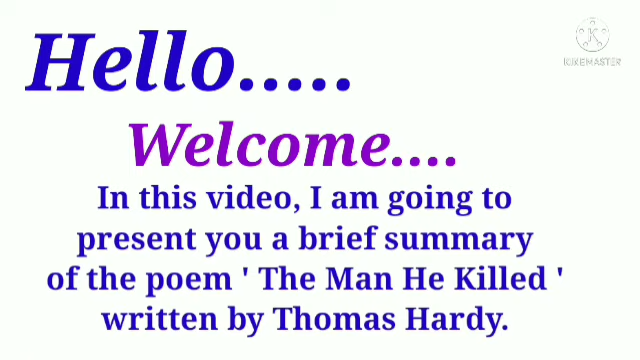 Hello.....
KINEMASTER
Welcome....
In this video, I am going to
present you a brief summary
of the poem ' The Man He Killed '
written by Thomas Hardy.